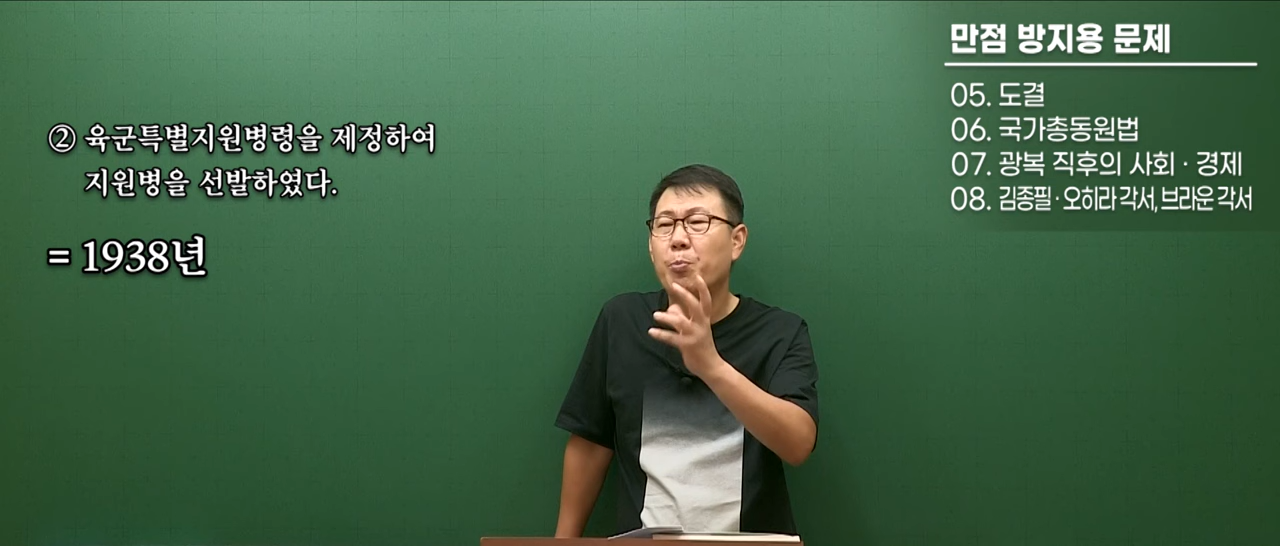 ② 육군특별지원병령을 제정하여
지원병을 선발하였다.
= 1938년
만점 방지용 문제
05. 도결
06. 국가총동원법
07. 광복 직후의 사회 · 경제
08. 김종필 · 오히라 각서, 브라운 각서